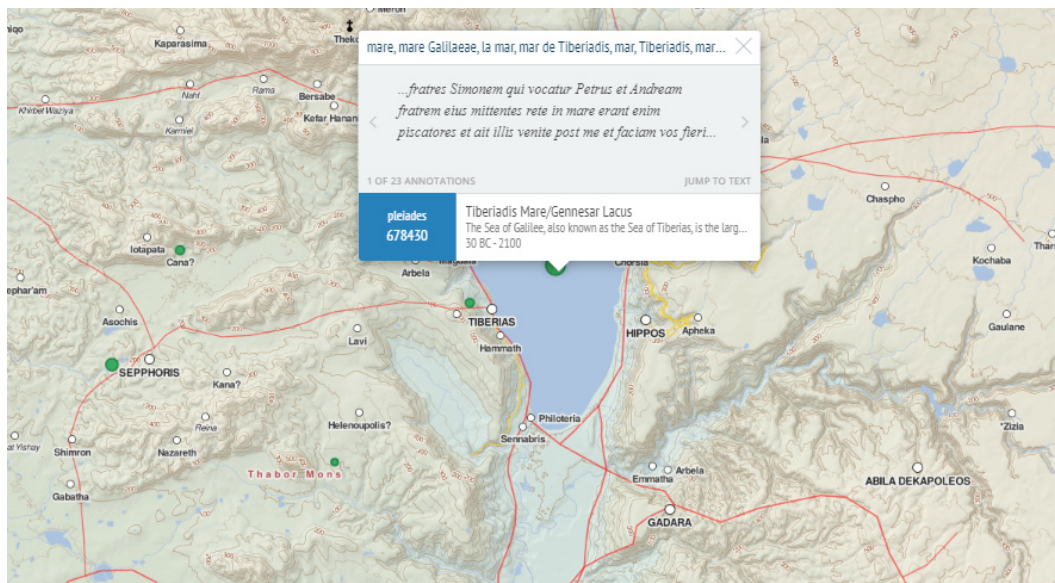 Meron
Kaparasima
mare, mare Galilaeae, la mar, mar de Tiberiadis, mar, Tiberiadis, mar...
...fratres Simonem qui vocatur Petrus et Andream
fratrem eius mittentes rete in mare erant enim
piscatores et ait illis venite post me et faciam vos fieri...
1 OF 23 ANNOTATIONS
JUMP TO TEXT
pleiades
678430
Tiberiadis Mare/Gennesar Lacus
The Sea of Galilee, also known as the Sea of Tiberias, is the larg...
30 BC - 2100
Nahf
Rama
Bersabe
Khirbet Waziya
Karmiel
Kefar Hanan
Chaspho
Iotapata
Cana?
Arbela
Magdala
Chorsia
Kochaba
Asochis
TIBERIAS
HIPPOS
Apheka
Gaulane
Lavi
Hammath
SEPPHORIS
Kana?
Philoteria
Reina
Helenoupolis?
Sennabris
*Zizia
Shimron
Nazareth
Thabor Mons
Arbela
Emmatha
Gabatha
ABILA DEKAPOLEOS
GADARA